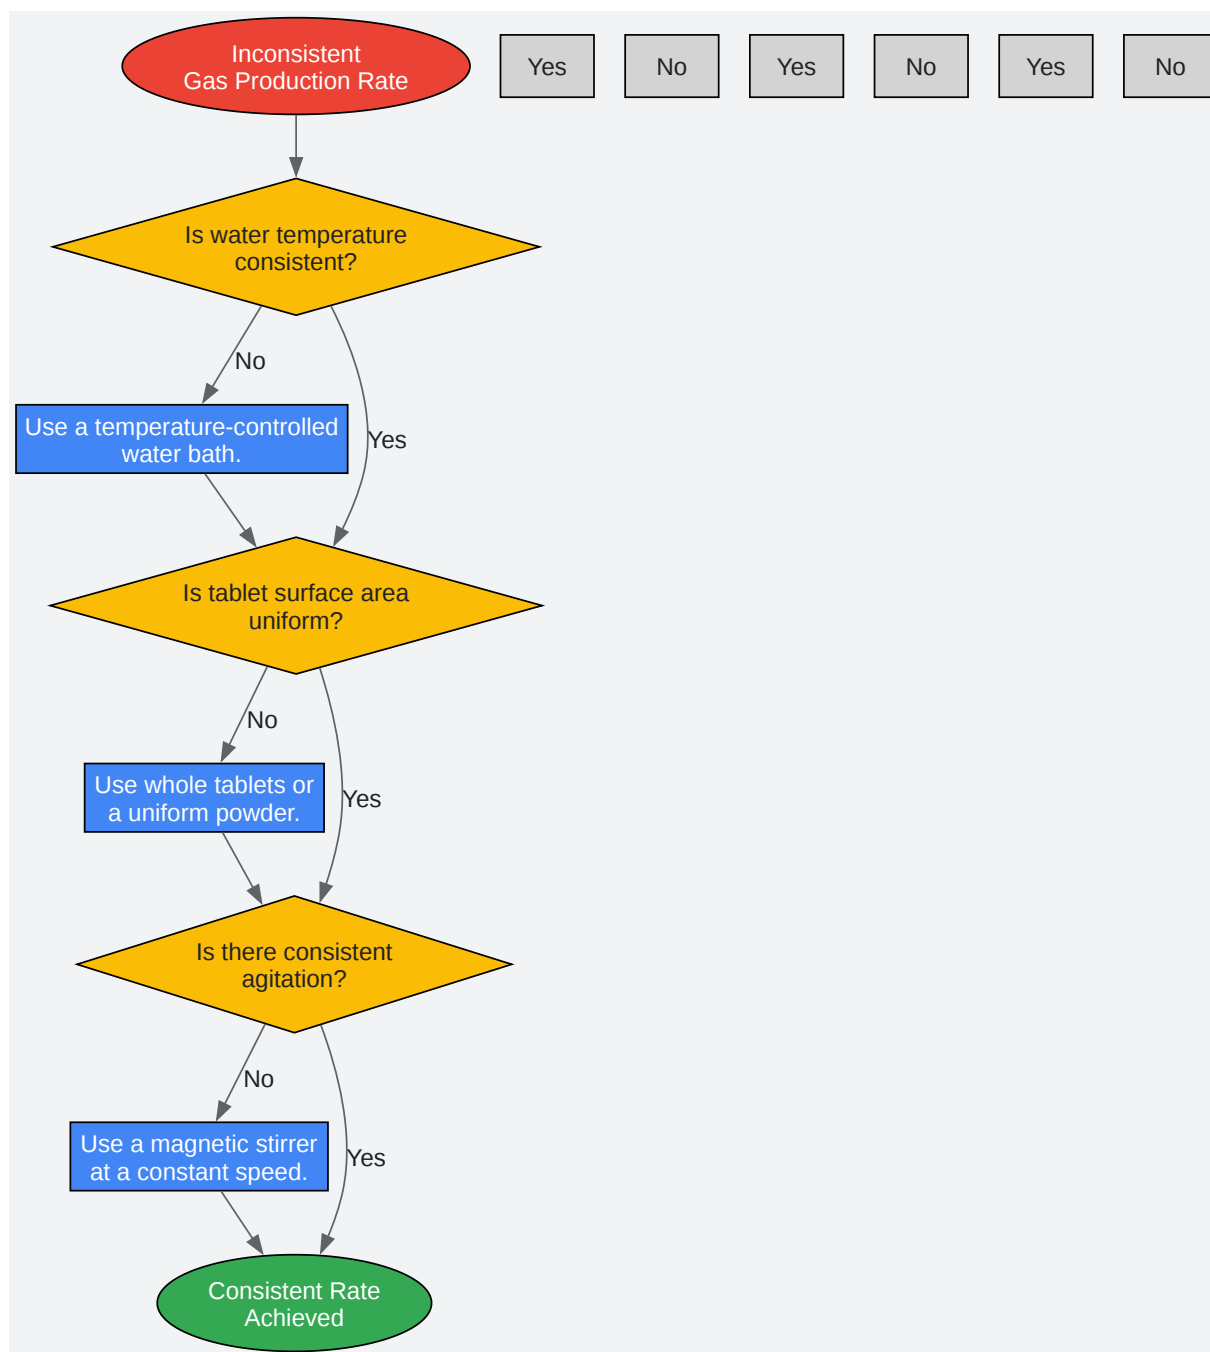 Inconsistent
Gas Production Rate
Yes
No
Yes
No
Yes
No
Is water temperature
consistent?
No
Use a temperature-controlled
water bath.
Yes
Is tablet surface area
uniform?
No
Use whole tablets or
a uniform powder.
Yes
Is there consistent
agitation?
No
Use a magnetic stirrer
at a constant speed.
Yes
Consistent Rate
Achieved